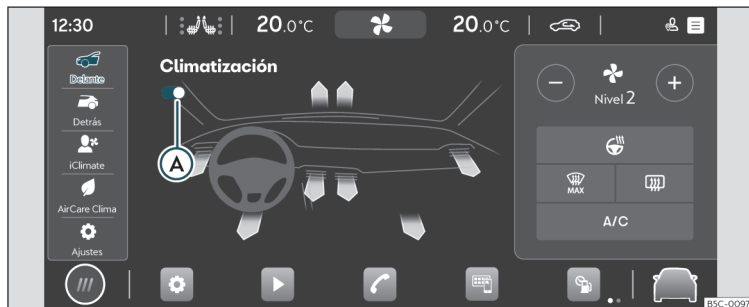 12:30
20.0°C
20.0°C
Climatización
Delante
Detrás
iClimate
AirCare Clima
Ajustes
A
Nivel 2
MAX
A/C
B5C-0097